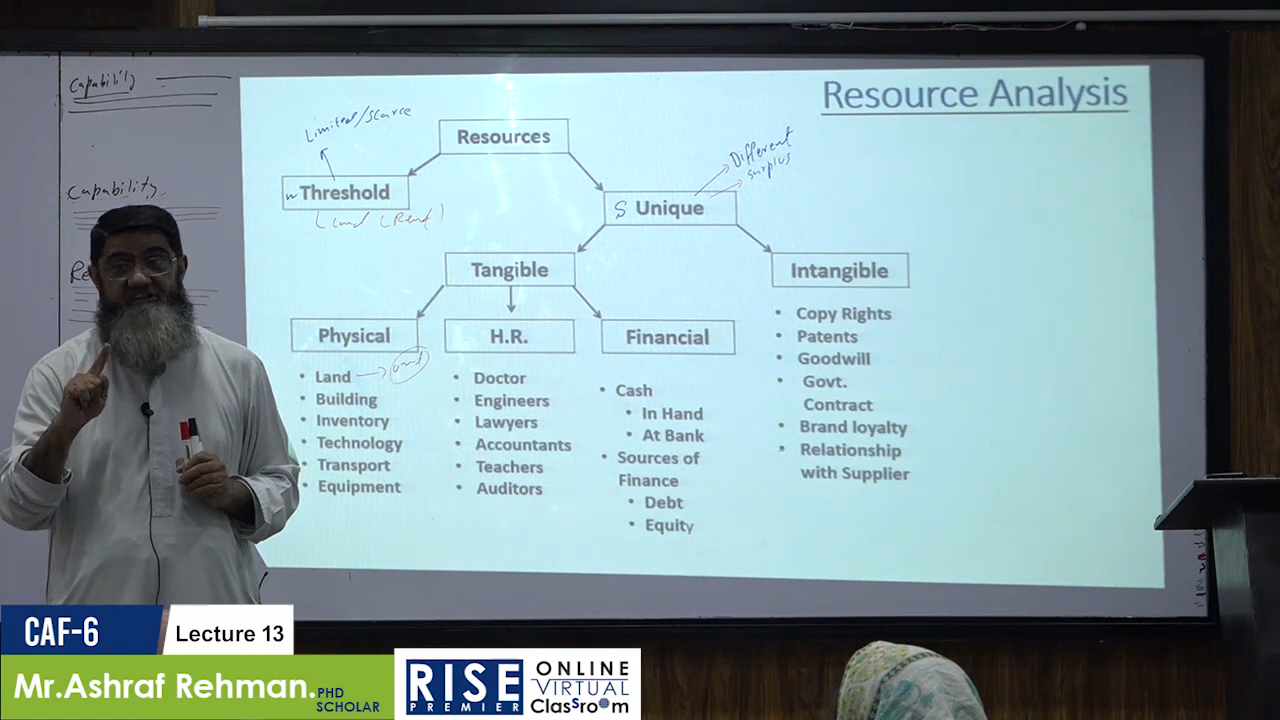 Capability
Capability
Resource Analysis
Limited/Scarce
Resources
Different
Surplus
w Threshold
S Unique
Land (Rent)
Tangible
Intangible
Physical
H.R.
Financial
• Land
• Building
• Inventory
• Technology
• Transport
• Equipment
• Doctor
• Engineers
• Lawyers
• Accountants
• Teachers
• Auditors
• Cash
• In Hand
• At Bank
• Sources of
Finance
• Debt
• Equity
• Copy Rights
• Patents
• Goodwill
• Govt.
Contract
• Brand loyalty
• Relationship
with Supplier
CAF-6
Lecture 13
Mr.Ashraf Rehman.PHD
SCHOLAR
RISE
PREMIER
ONLINE
VIRTUAL
Classroom